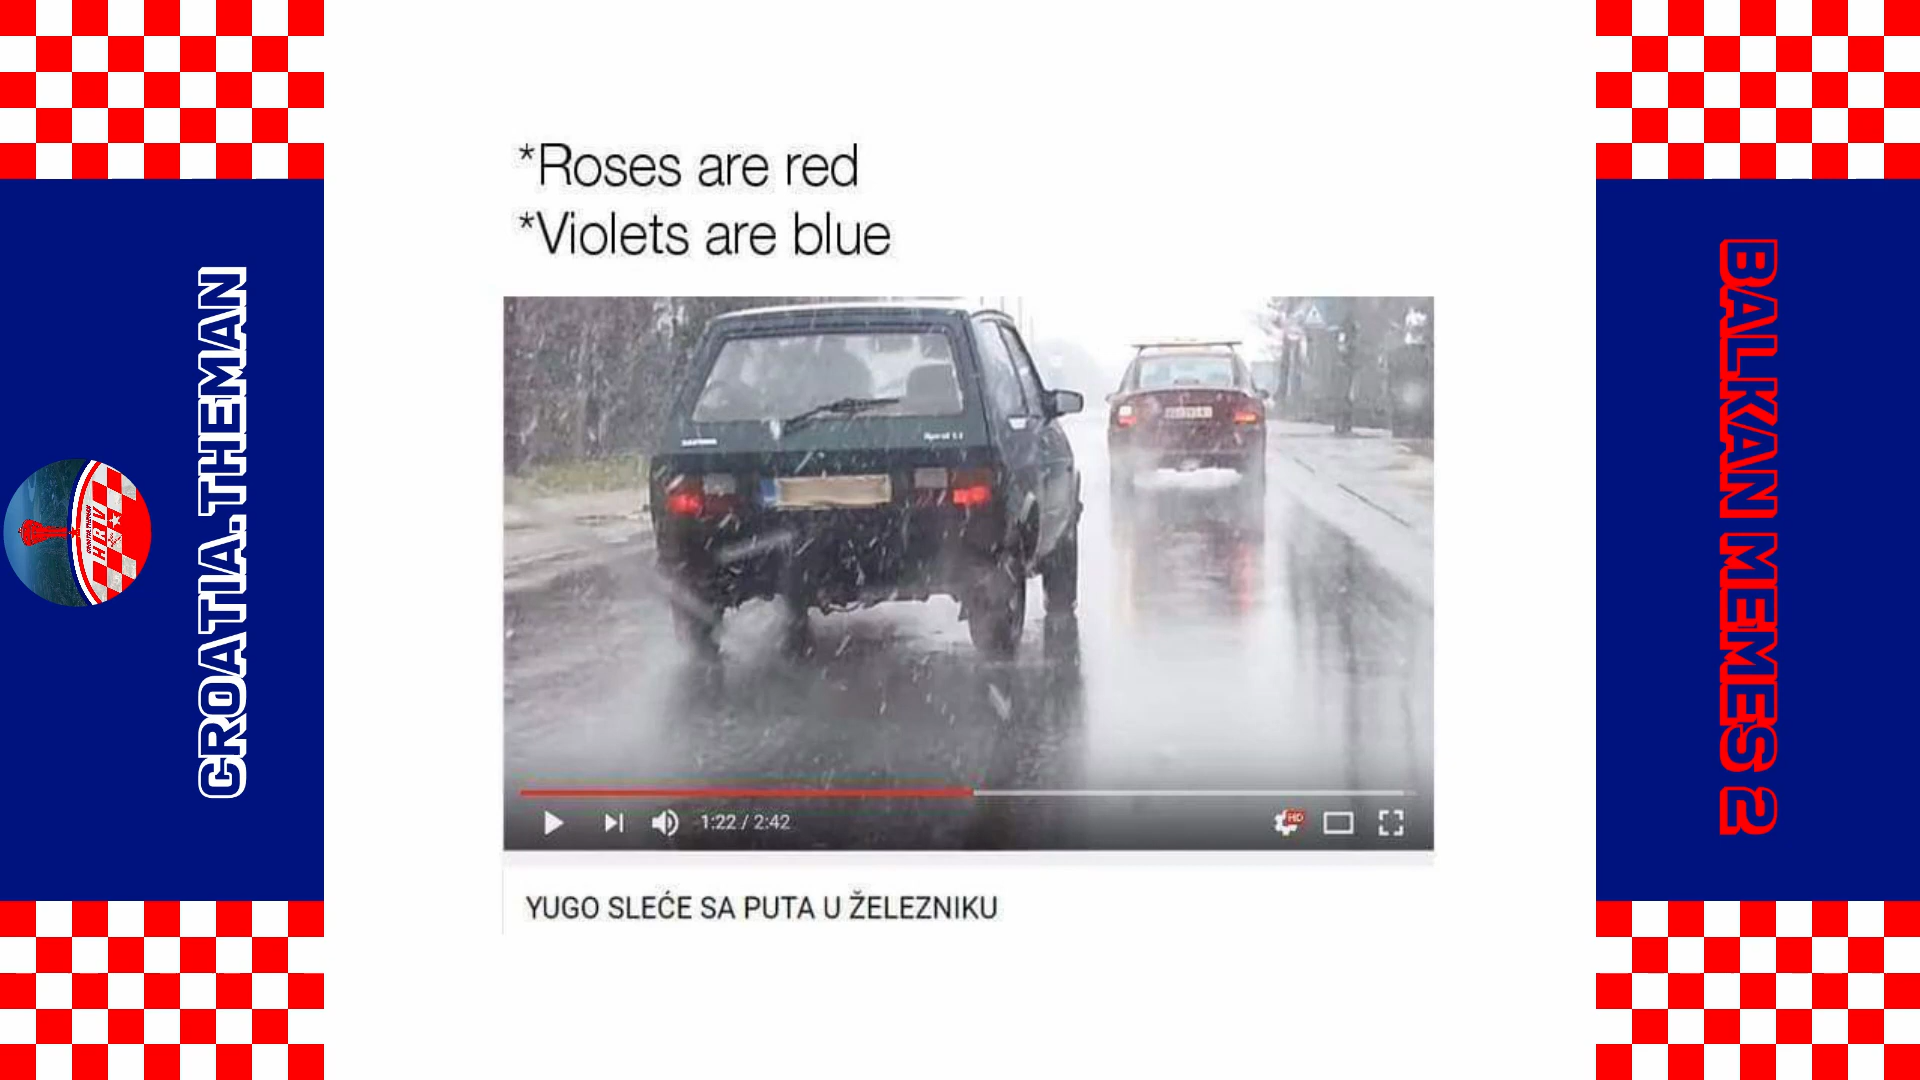 *Roses are red
*Violets are blue
1:22 / 2:42
HD
YUGO SLEĆE SA PUTA U ŽELEZNIKU
CROATIA.THEMAN
BALKAN MEMES 2